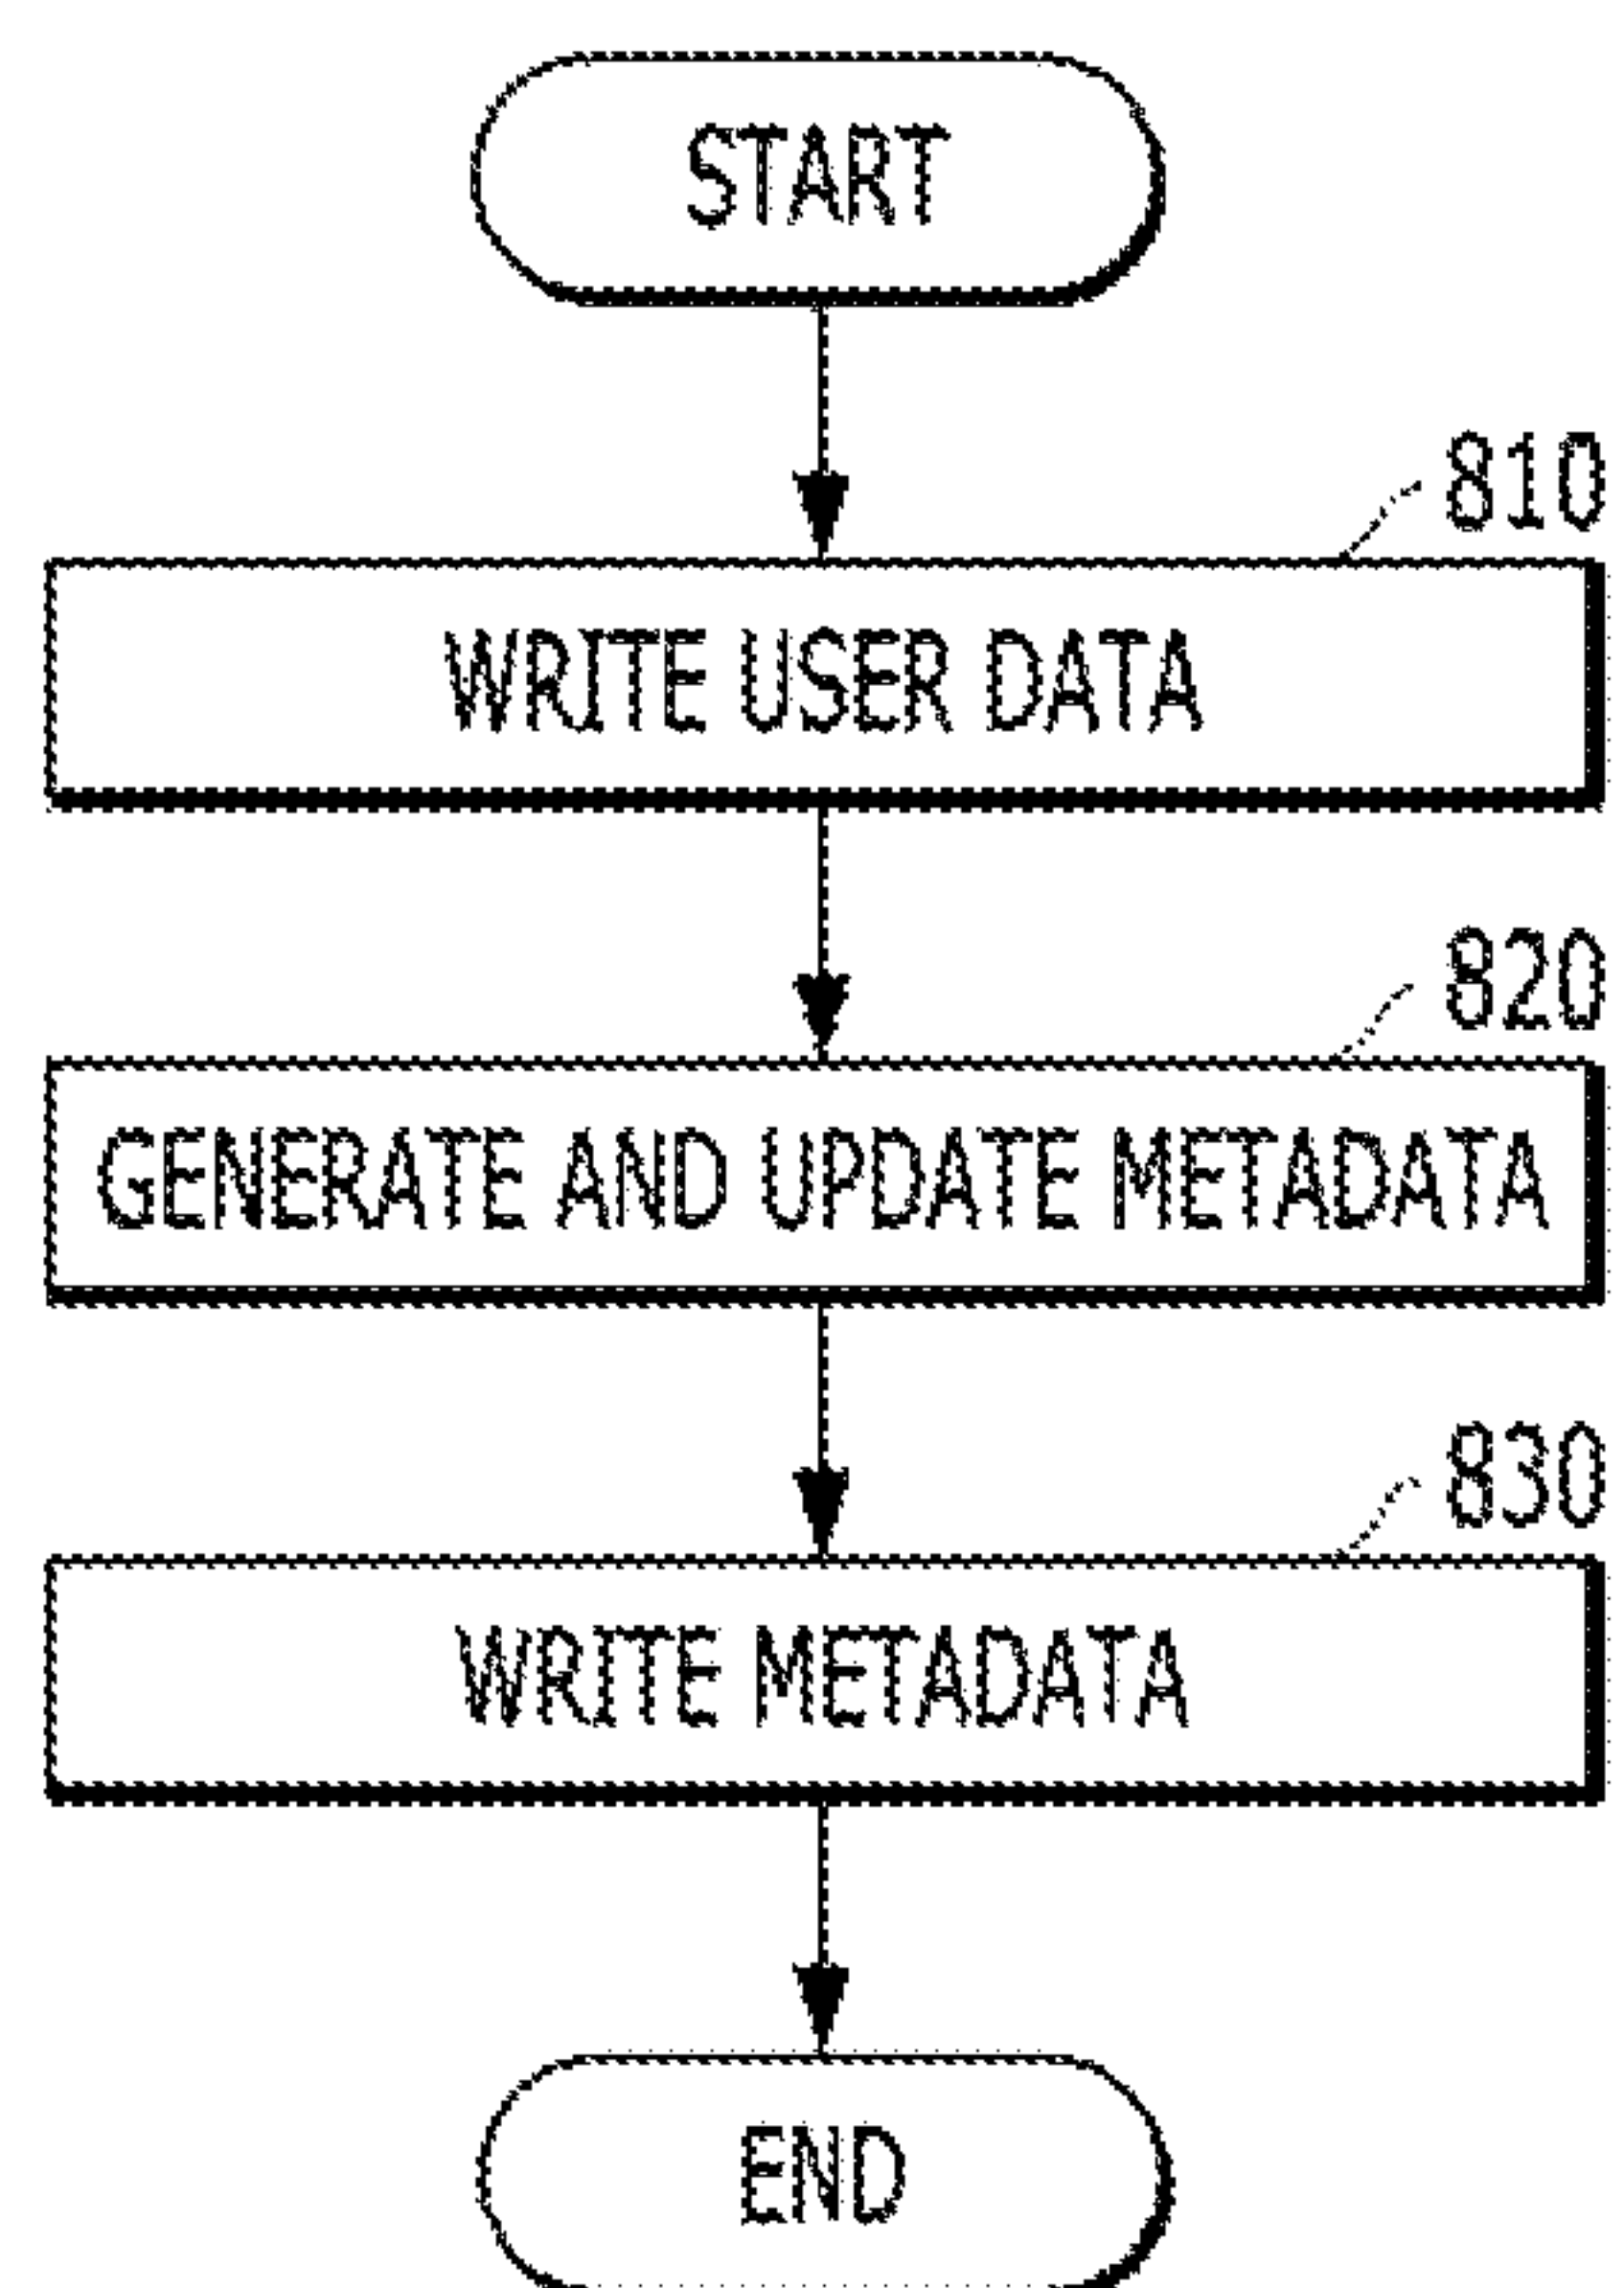 START
810
WRITE USER DATA
820
GENERATE AND UPDATE METADATA
830
WRITE METADATA
END